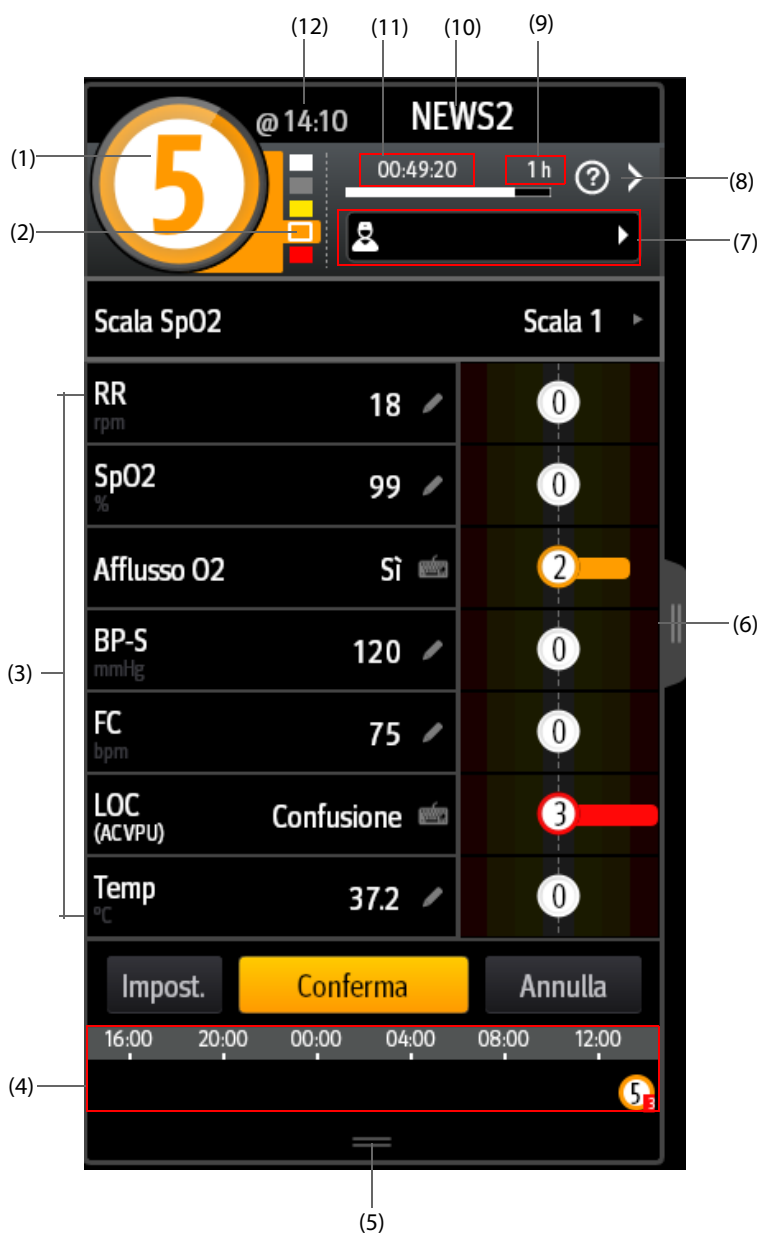 (12) (11) (10) (9)
@ 14:10 NEWS2
(1) 5 00:49:20 1 h ? (8)
(2) (7)
Scala SpO2 Scala 1
RR 18 0
rpm
SpO2 99 0
%
Afflusso O2 Sì 2
BP-S 120 0 (6)
mmHg
(3)
FC 75 0
bpm
LOC Confusione 3
(ACVPU)
Temp 37.2 0
°C
Impost. Conferma Annulla
16:00 20:00 00:00 04:00 08:00 12:00
(4) 5 3
(5)